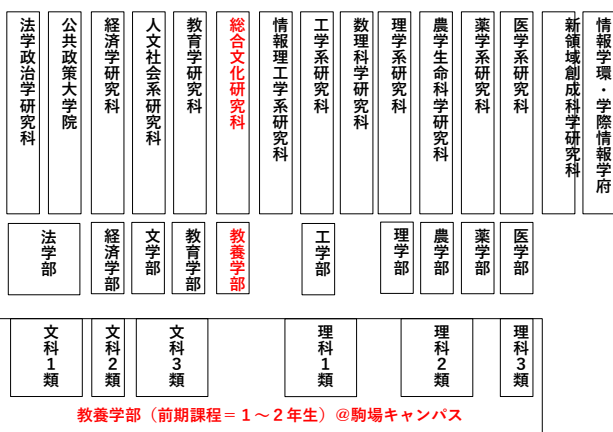 法学政治学研究科
公共政策大学院
経済学研究科
人文社会系研究科
教育学研究科
総合文化研究科
情報理工学系研究科
工学系研究科
数理科学研究科
理学系研究科
農学生命科学研究科
薬学系研究科
医学系研究科
新領域創成科学研究科
情報学環・学際情報学府
法学部
経済学部
文学部
教育学部
教養学部
工学部
理学部
農学部
薬学部
医学部
文科1類
文科2類
文科3類
理科1類
理科2類
理科3類
教養学部（前期課程＝１～２年生）＠駒場キャンパス